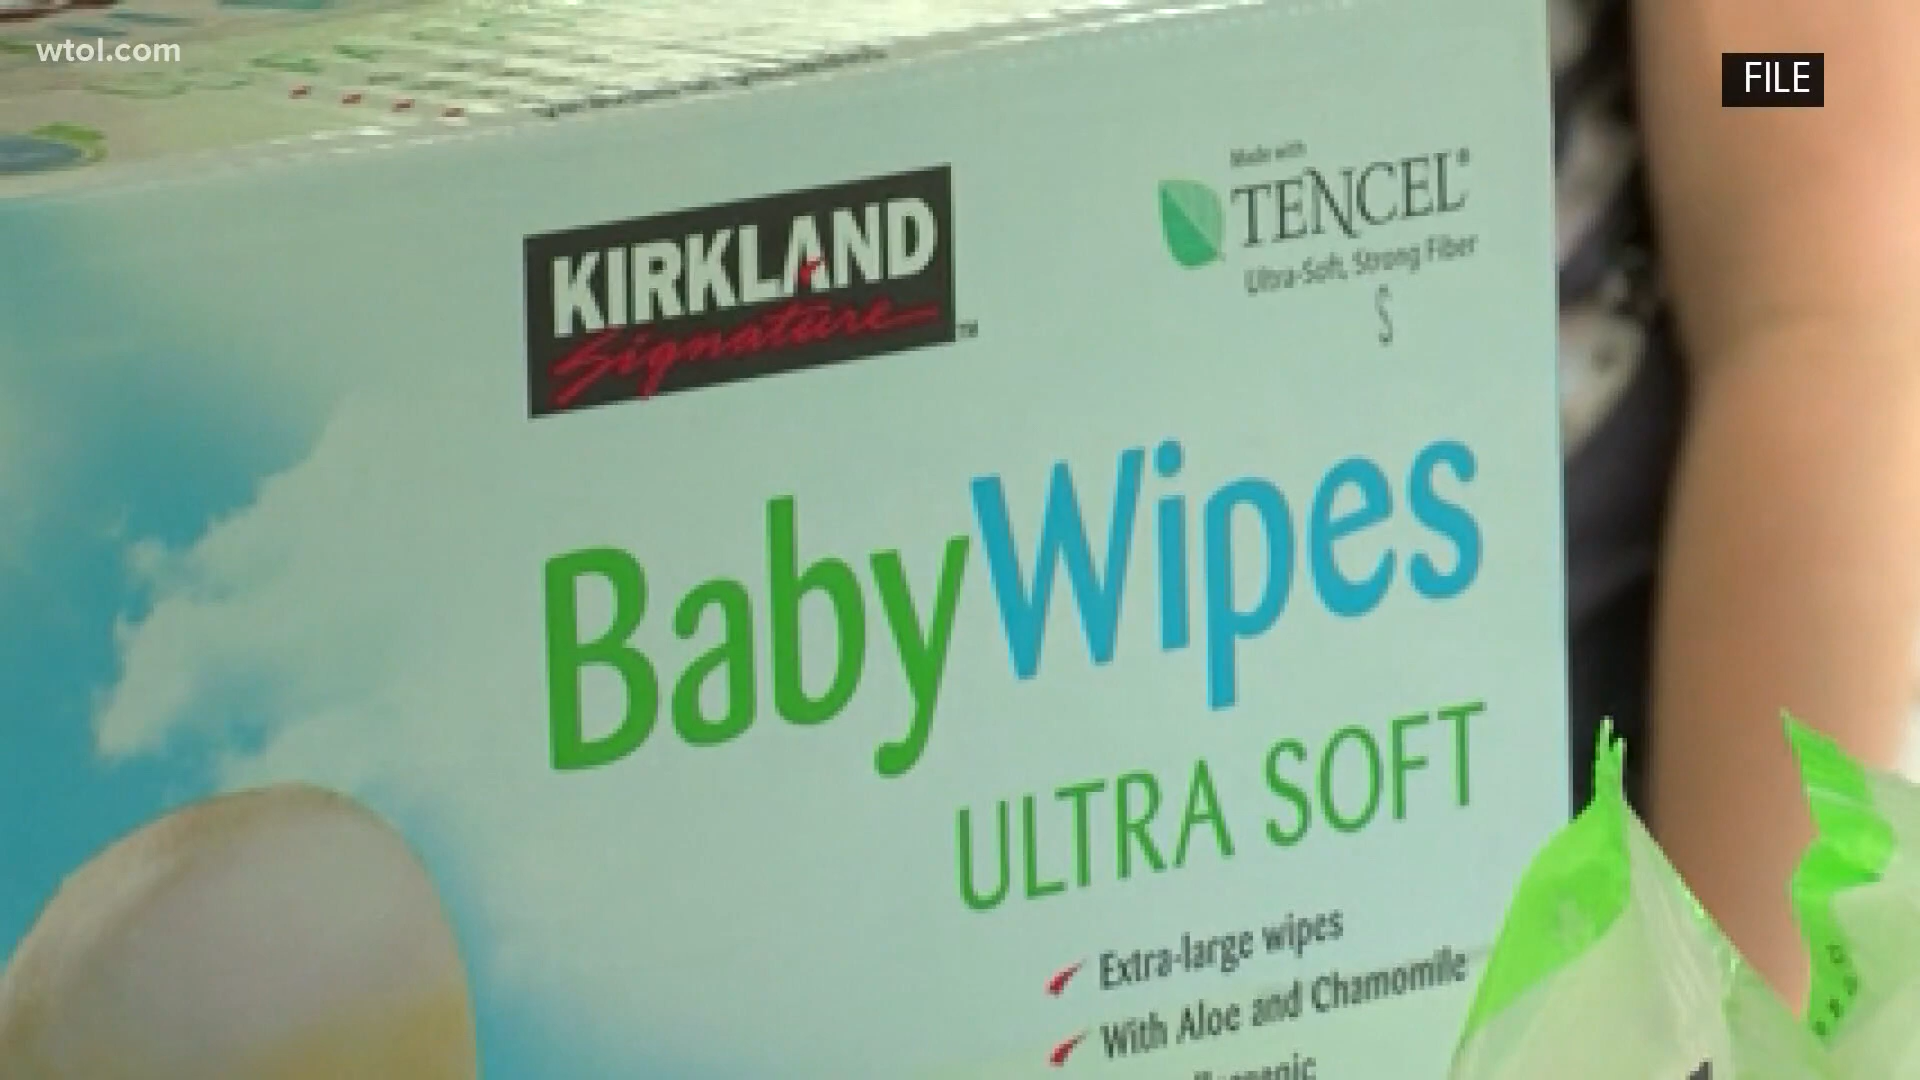 wtol.com
FILE
KIRKLAND
Signature™
Made with
TENCEL®
Ultra-Soft, Strong Fiber
S
BabyWipes
ULTRA SOFT
Extra-large wipes
With Aloe and Chamomile